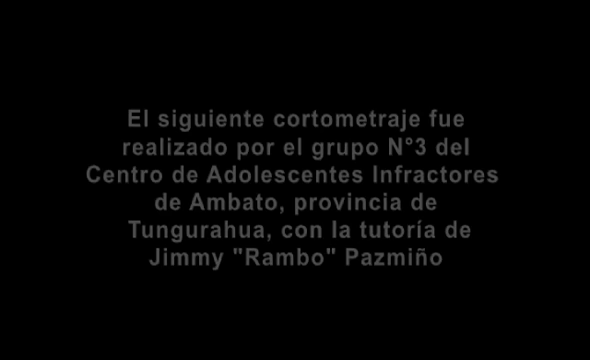 El siguiente cortometraje fue
realizado por el grupo N°3 del
Centro de Adolescentes Infractores
de Ambato, provincia de
Tungurahua, con la tutoría de
Jimmy "Rambo" Pazmiño